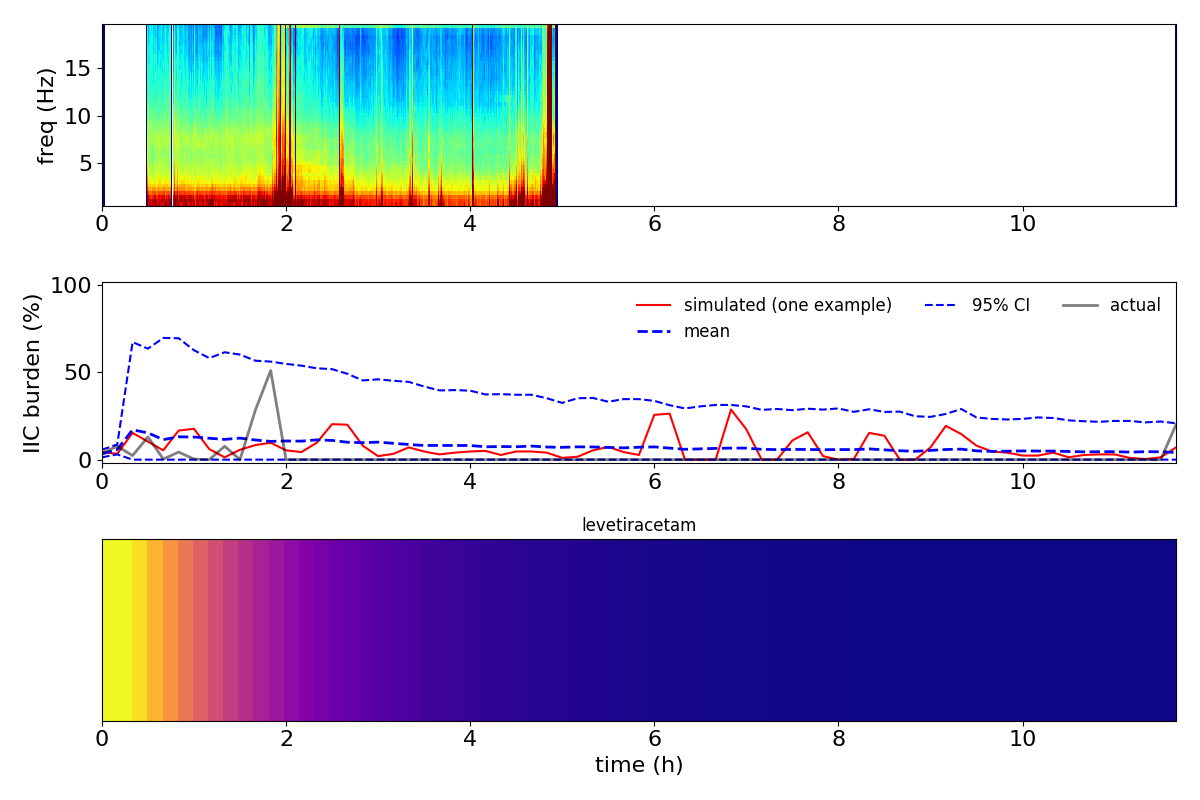 freq (Hz)
15
10
5
0 2 4 6 8 10
IIC burden (%)
100
50
0
simulated (one example)
mean
95% CI
actual
0 2 4 6 8 10
levetiracetam
0 2 4 6 8 10
time (h)